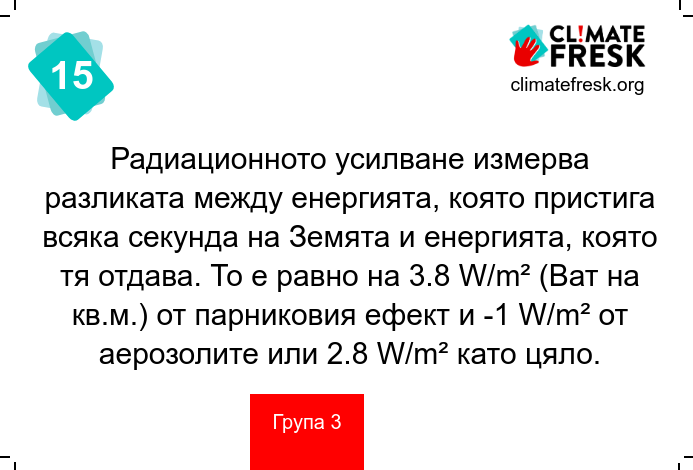 15
CL!MATE
FRESK
climatefresk.org
Радиационното усилване измерва
разликата между енергията, която пристига
всяка секунда на Земята и енергията, която
тя отдава. То е равно на 3.8 W/m² (Ват на
кв.м.) от парниковия ефект и -1 W/m² от
аерозолите или 2.8 W/m² като цяло.
Група 3